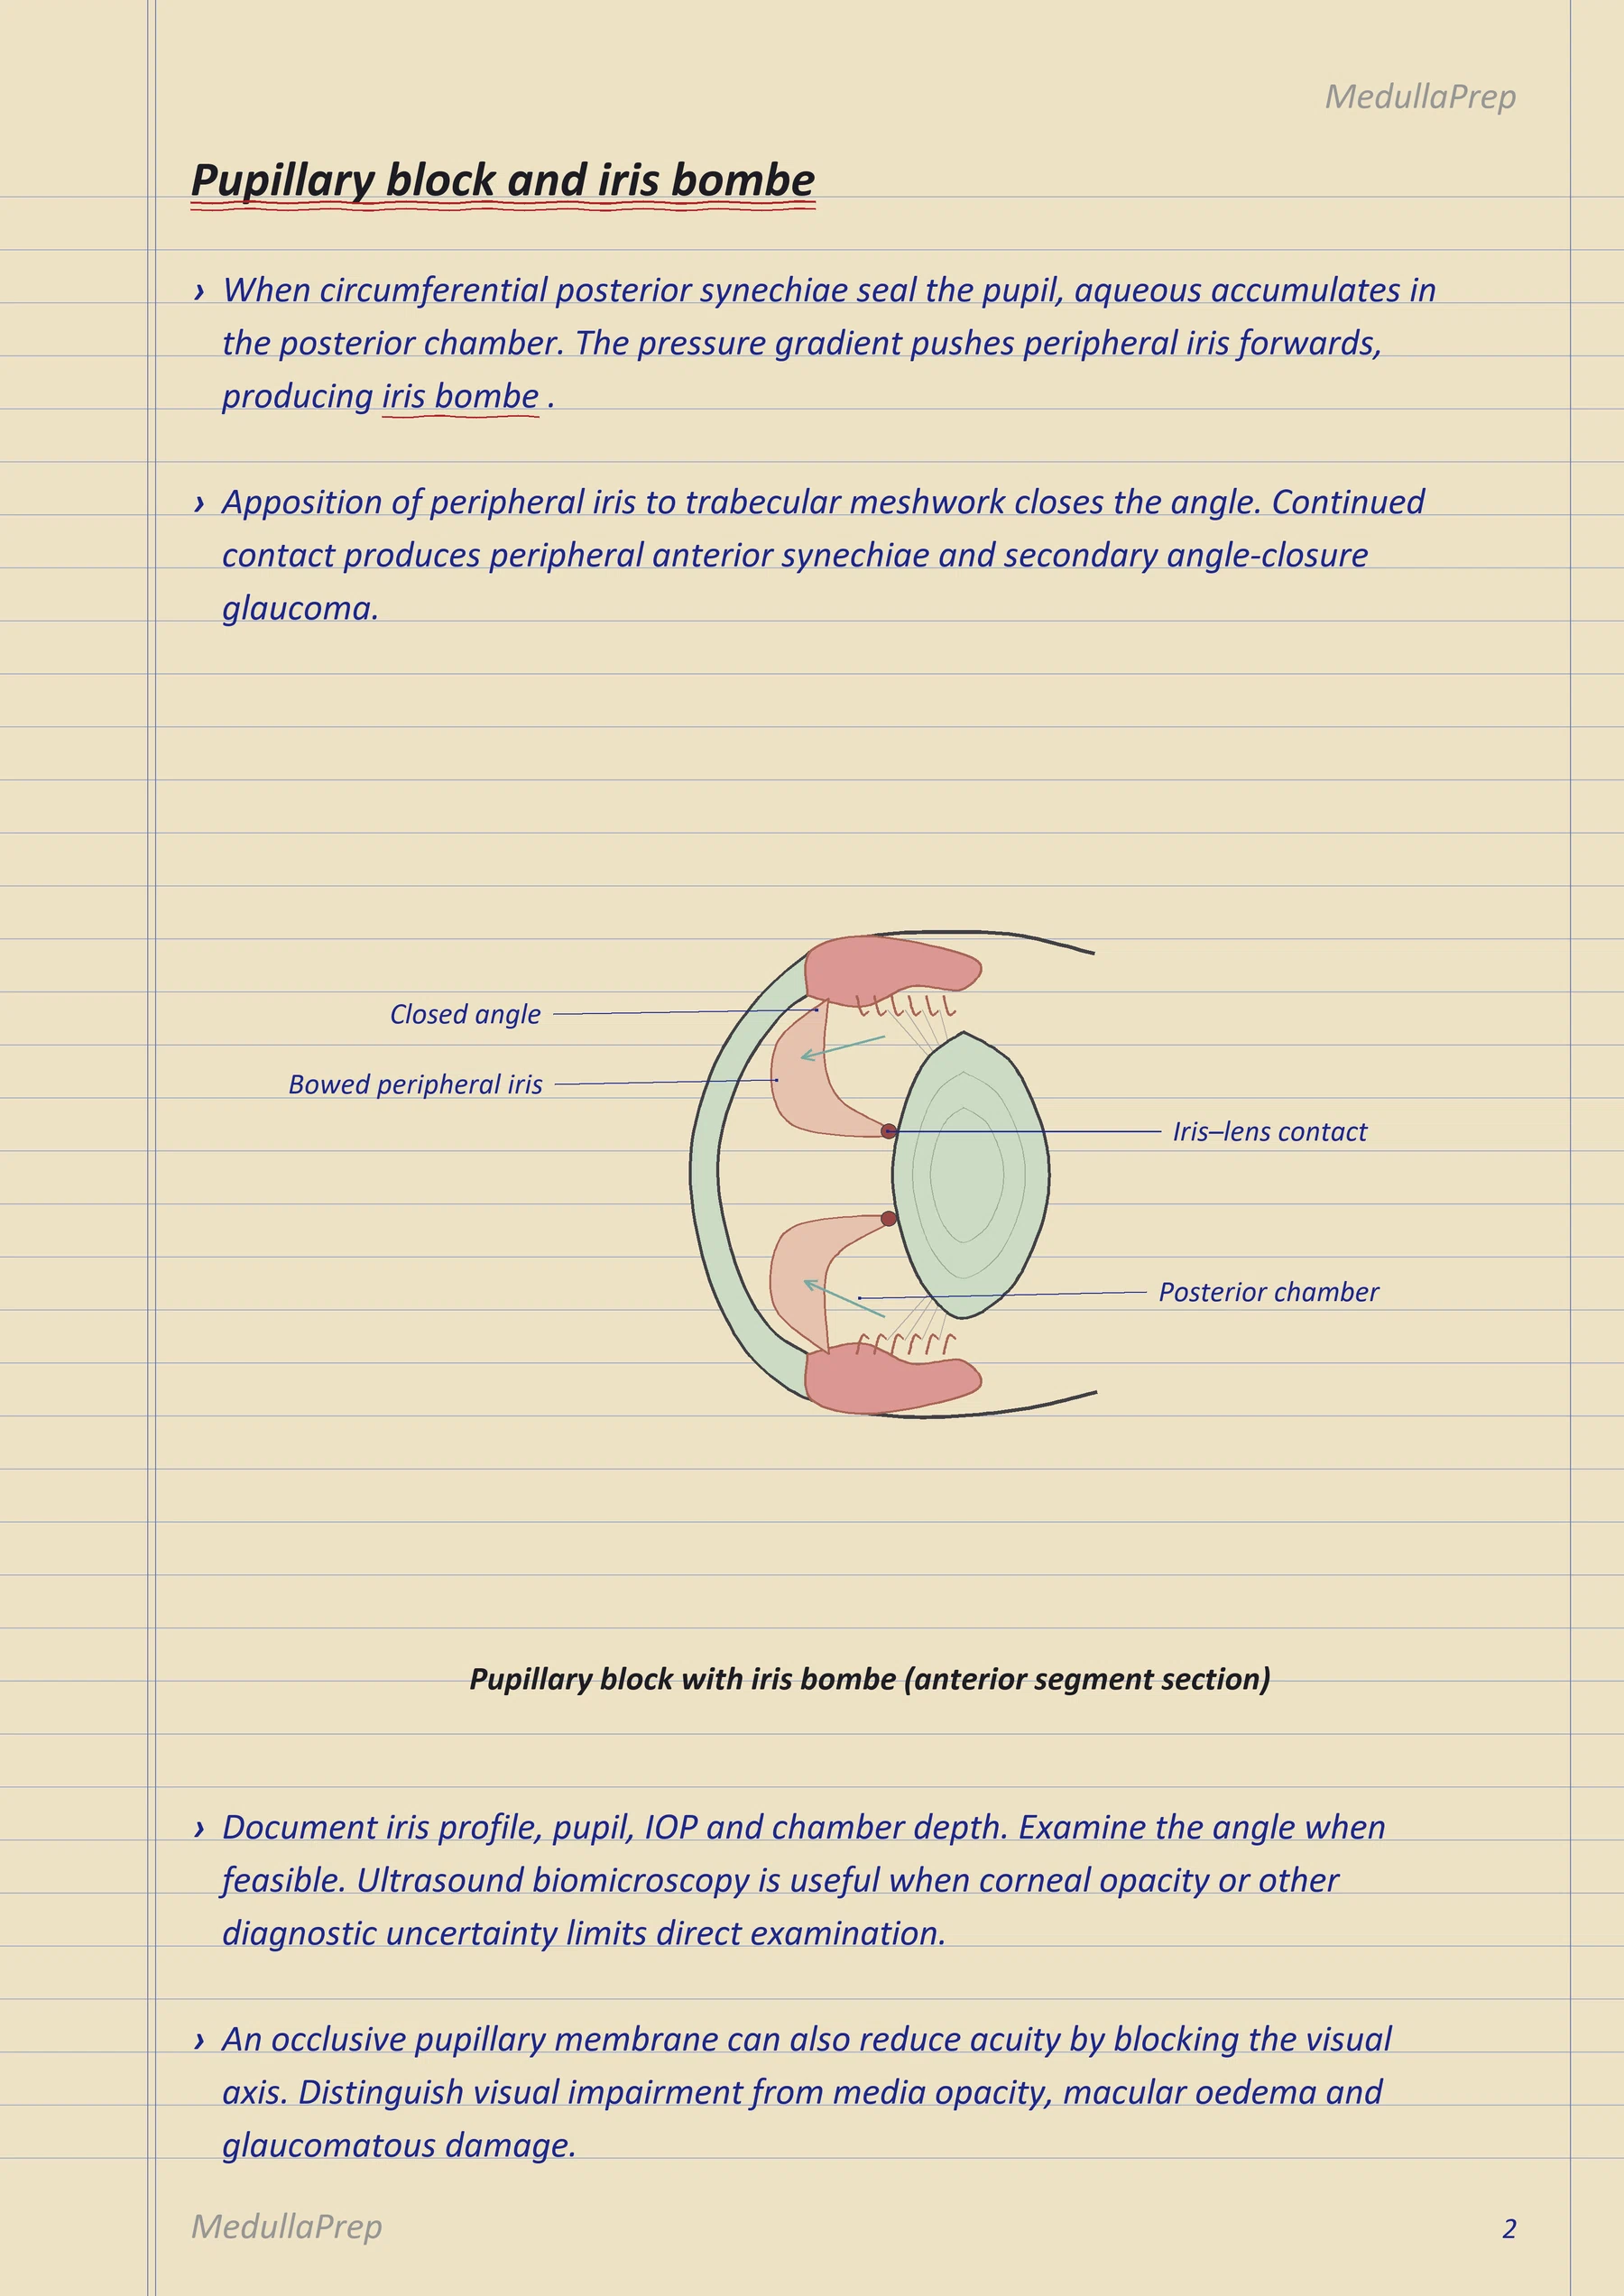 MedullaPrep
Pupillary block and iris bombe
› When circumferential posterior synechiae seal the pupil, aqueous accumulates in
the posterior chamber. The pressure gradient pushes peripheral iris forwards,
producing iris bombe .
› Apposition of peripheral iris to trabecular meshwork closes the angle. Continued
contact produces peripheral anterior synechiae and secondary angle-closure
glaucoma.
Closed angle
Bowed peripheral iris
Iris–lens contact
Posterior chamber
Pupillary block with iris bombe (anterior segment section)
› Document iris profile, pupil, IOP and chamber depth. Examine the angle when
feasible. Ultrasound biomicroscopy is useful when corneal opacity or other
diagnostic uncertainty limits direct examination.
› An occlusive pupillary membrane can also reduce acuity by blocking the visual
axis. Distinguish visual impairment from media opacity, macular oedema and
glaucomatous damage.
MedullaPrep
2